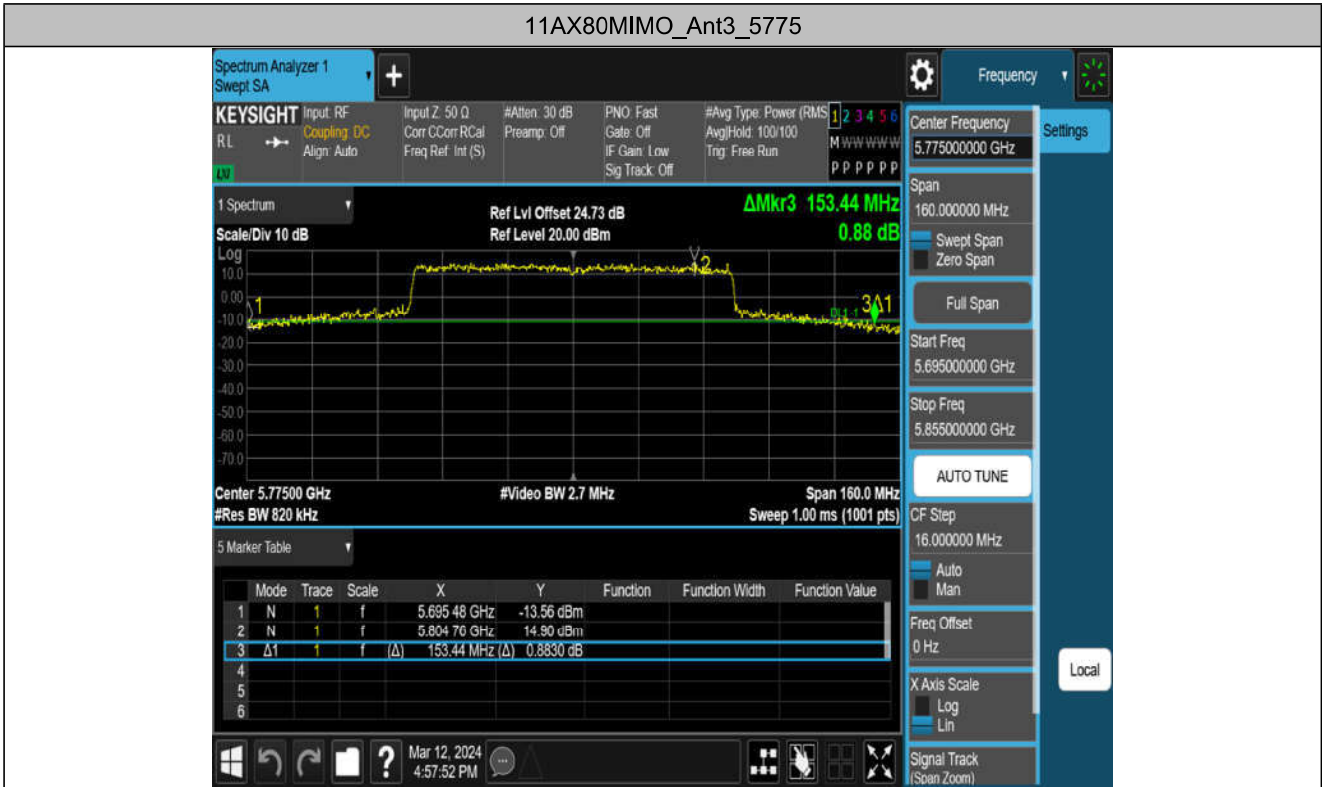 11AX80MIMO_Ant3_5775
Spectrum Analyzer 1
Swept SA
+
Frequency
KEYSIGHT
RL
Input: RF
Coupling: DC
Align: Auto
Input Z: 50 Ω
Corr CCorr RCal
Freq Ref: Int (S)
#Atten: 30 dB
Preamp: Off
PNO: Fast
Gate: Off
IF Gain: Low
Sig Track: Off
#Avg Type: Power (RMS
Avg|Hold: 100/100
Trig: Free Run
1 2 3 4 5 6
M W W W W W
P P P P P P
1 Spectrum
Scale/Div 10 dB
Ref Lvl Offset 24.73 dB
Ref Level 20.00 dBm
ΔMkr3 153.44 MHz
0.88 dB
Log
10.0
0.00
-10.0
-20.0
-30.0
-40.0
-50.0
-60.0
-70.0
1
2
3Δ1
Center 5.77500 GHz
#Res BW 820 kHz
#Video BW 2.7 MHz
Span 160.0 MHz
Sweep 1.00 ms (1001 pts)
5 Marker Table
Mode Trace Scale X Y Function Function Width Function Value
1 N 1 f 5.695 48 GHz -13.56 dBm
2 N 1 f 5.804 76 GHz 14.90 dBm
3 Δ1 1 f (Δ) 153.44 MHz (Δ) 0.8830 dB
4
5
6
Center Frequency
5.775000000 GHz
Settings
Span
160.000000 MHz
Swept Span
Zero Span
Full Span
Start Freq
5.695000000 GHz
Stop Freq
5.855000000 GHz
AUTO TUNE
CF Step
16.000000 MHz
Auto
Man
Freq Offset
0 Hz
X Axis Scale
Log
Lin
Local
Signal Track
(Span Zoom)
?
Mar 12, 2024
4:57:52 PM